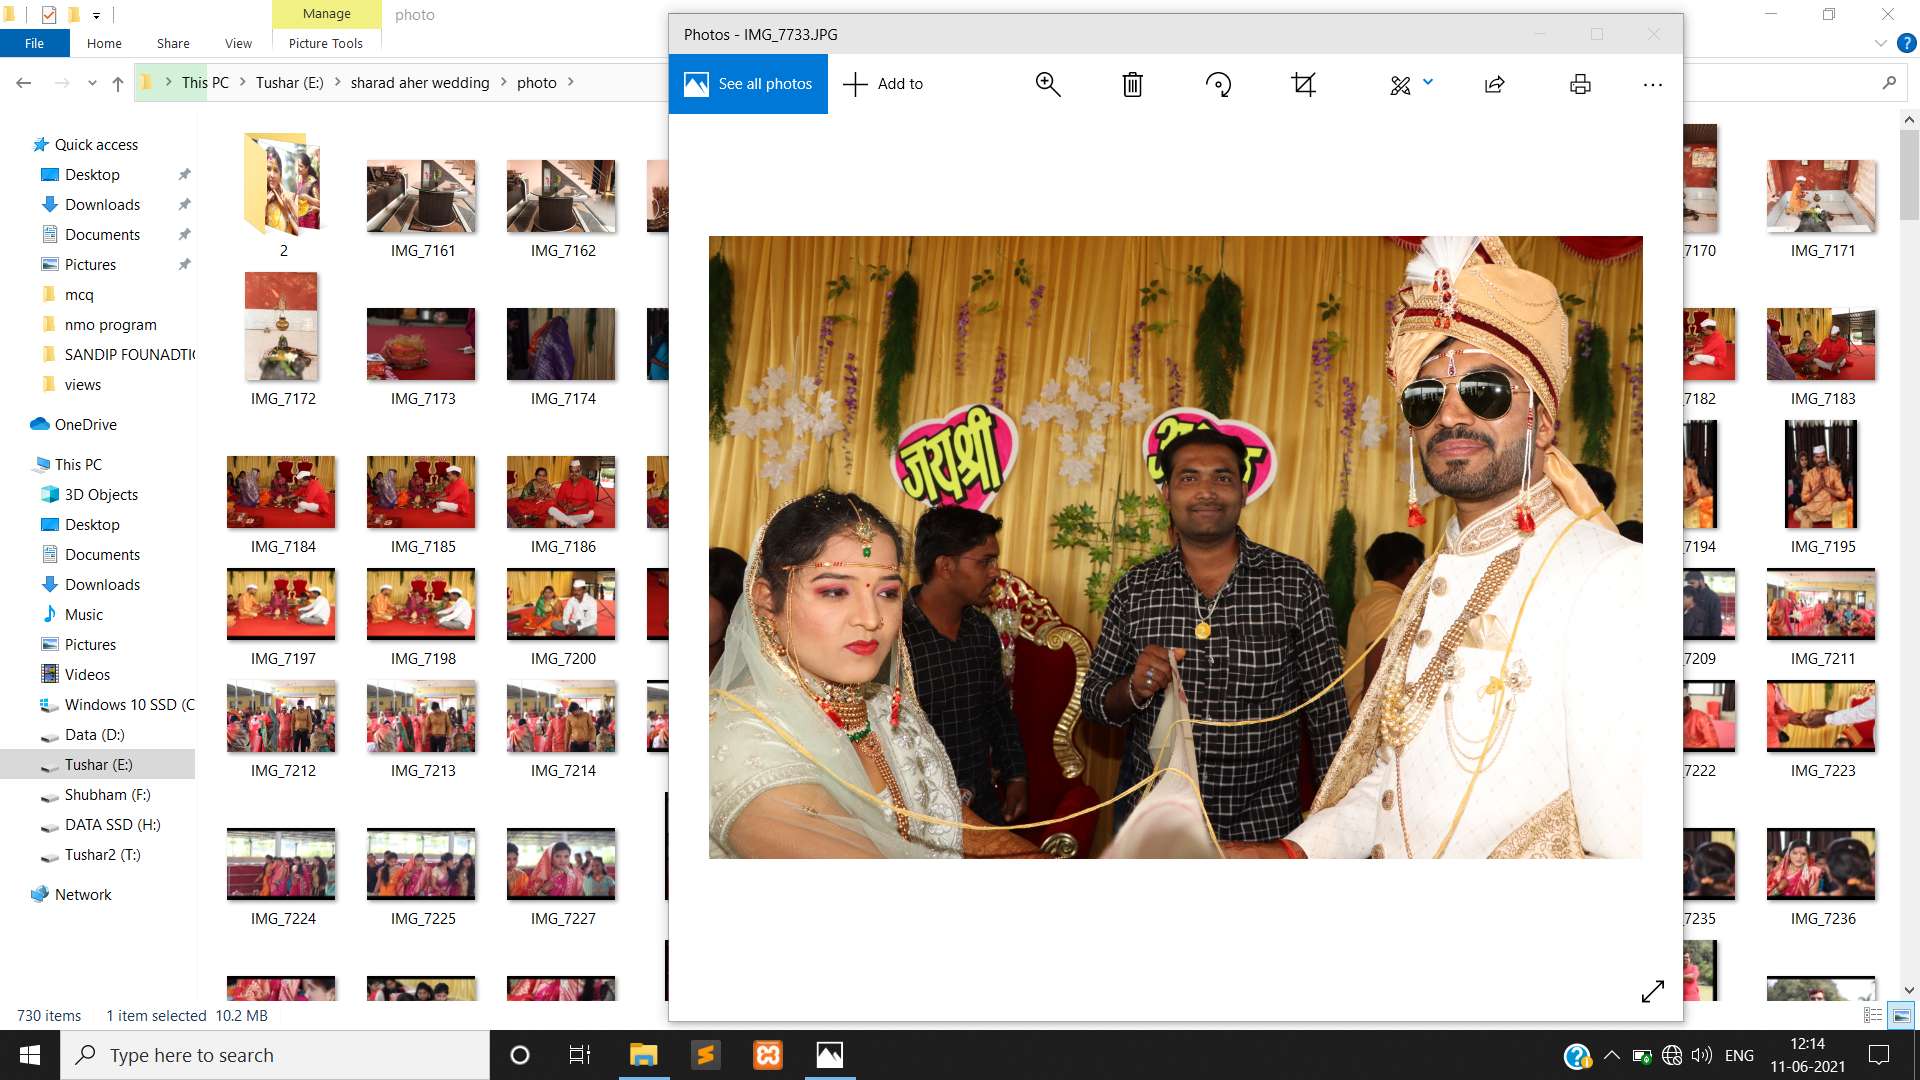 Manage
photo
File
Home
Share
View
Picture Tools
This PC
Tushar (E:)
sharad aher wedding
photo
Photos - IMG_7733.JPG
See all photos
Add to
Quick access
Desktop
Downloads
Documents
Pictures
mcq
nmo program
SANDIP FOUNADTIO
views
OneDrive
This PC
3D Objects
Desktop
Documents
Downloads
Music
Pictures
Videos
Windows 10 SSD (C
Data (D:)
Tushar (E:)
Shubham (F:)
DATA SSD (H:)
Tushar2 (T:)
Network
2
IMG_7161
IMG_7162
7170
IMG_7171
IMG_7172
IMG_7173
IMG_7174
7182
IMG_7183
IMG_7184
IMG_7185
IMG_7186
7194
IMG_7195
IMG_7197
IMG_7198
IMG_7200
7209
IMG_7211
IMG_7212
IMG_7213
IMG_7214
7222
IMG_7223
IMG_7224
IMG_7225
IMG_7227
7235
IMG_7236
जयश्री
730 items
1 item selected 10.2 MB
Type here to search
ENG
12:14
11-06-2021